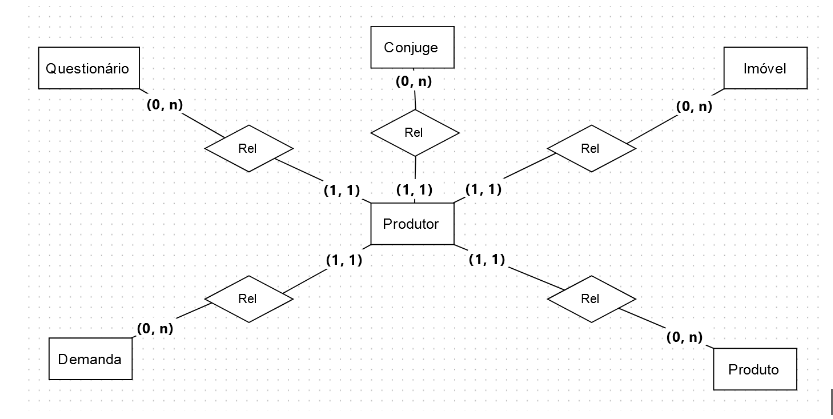 Conjuge
Questionário
Imóvel
(0, n)
(0, n)
(0, n)
Rel
Rel
Rel
(1, 1)
(1, 1)
(1, 1)
Produtor
(1, 1)
(1, 1)
Rel
Rel
(0, n)
(0, n)
Demanda
Produto